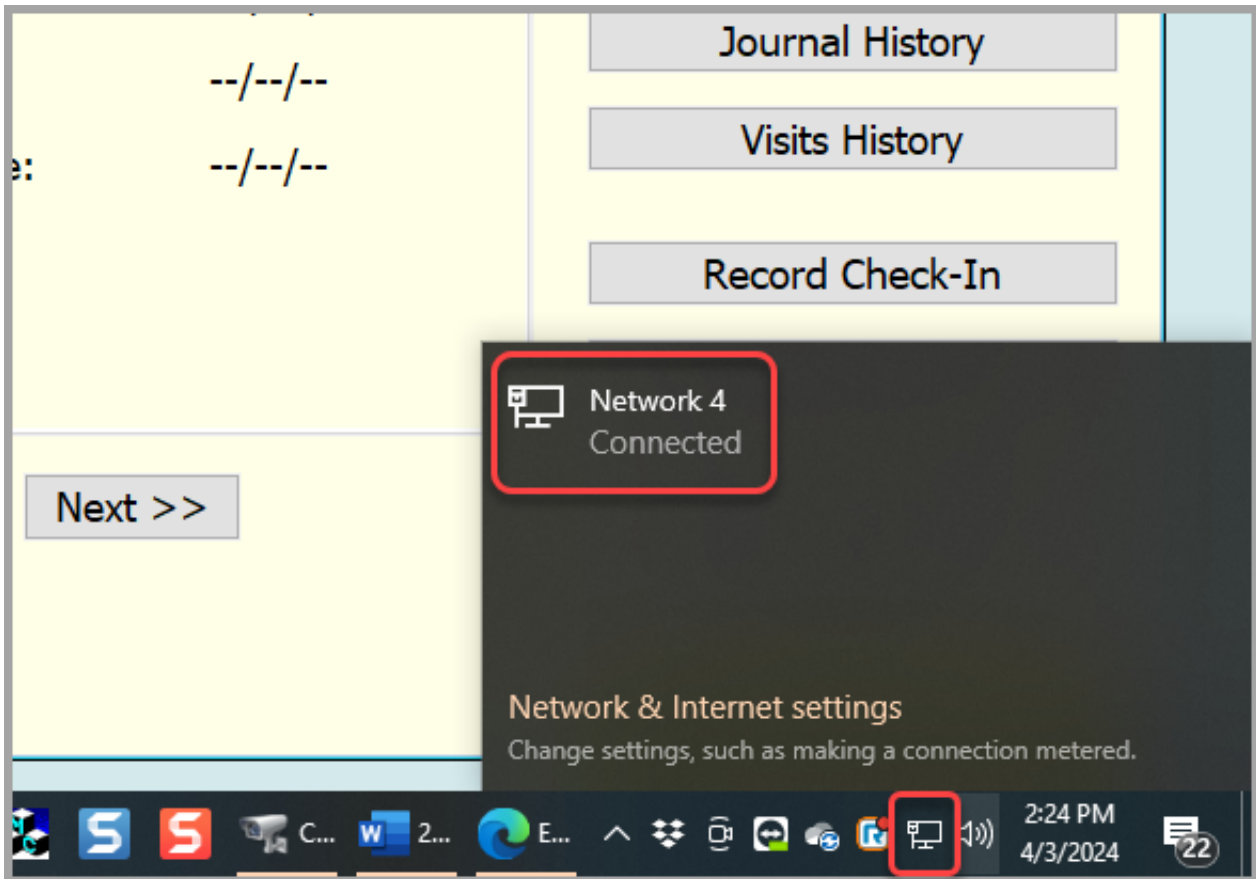 --/--/--
Journal History
Visits History
e: --/--/--
Record Check-In
Network 4
Connected
Next >>
Network & Internet settings
Change settings, such as making a connection metered.
C...
W 2...
E...
2:24 PM
4/3/2024
22